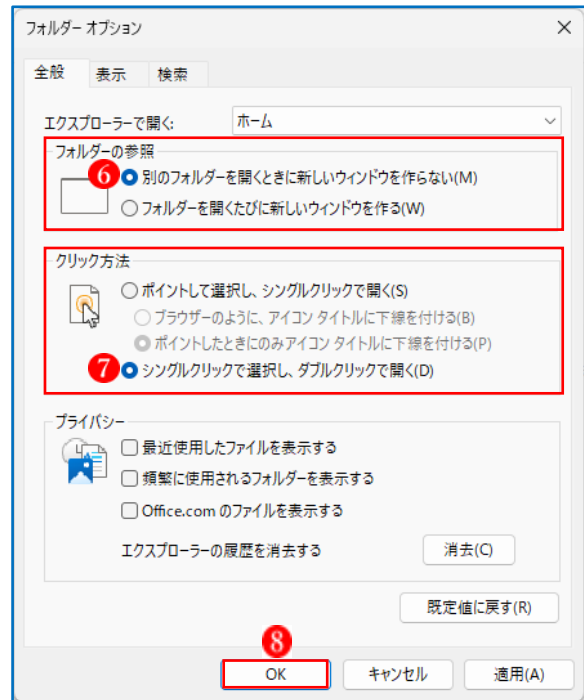 フォルダー オプション
全般 表示 検索
エクスプローラーで開く: ホーム
フォルダーの参照
6 別のフォルダーを開くときに新しいウィンドウを作らない(M)
フォルダーを開くたびに新しいウィンドウを作る(W)
クリック方法
ポイントして選択し、シングルクリックで開く(S)
ブラウザーのように、アイコン タイトルに下線を付ける(B)
ポイントしたときにのみアイコン タイトルに下線を付ける(P)
7 シングルクリックで選択し、ダブルクリックで開く(D)
プライバシー
最近使用したファイルを表示する
頻繁に使用されるフォルダーを表示する
Office.com のファイルを表示する
エクスプローラーの履歴を消去する 消去(C)
既定値に戻す(R)
8
OK キャンセル 適用(A)